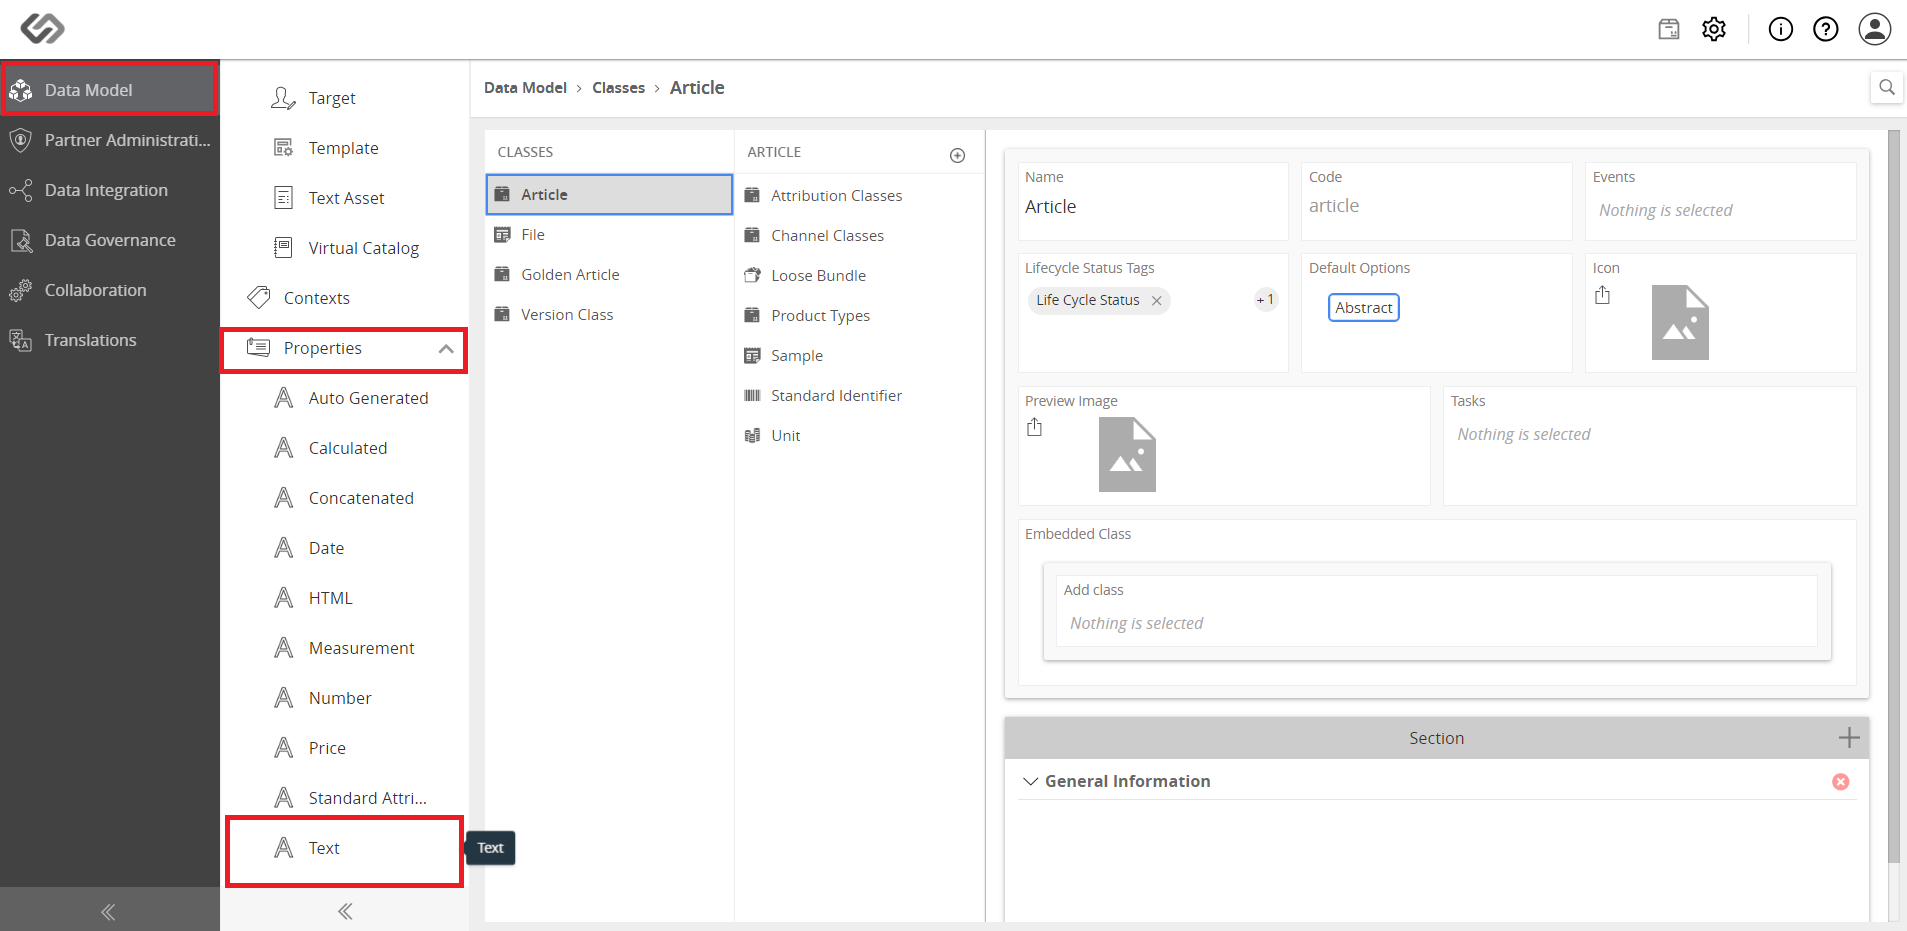 Data Model
Partner Administrati...
Data Integration
Data Governance
Collaboration
Translations
Target
Template
Text Asset
Virtual Catalog
Contexts
Properties
Auto Generated
Calculated
Concatenated
Date
HTML
Measurement
Number
Price
Standard Attri...
Text
Text
Data Model > Classes > Article
CLASSES
Article
File
Golden Article
Version Class
ARTICLE
Attribution Classes
Channel Classes
Loose Bundle
Product Types
Sample
Standard Identifier
Unit
Name
Article
Code
article
Events
Nothing is selected
Lifecycle Status Tags
Life Cycle Status
+1
Default Options
Abstract
Icon
Preview Image
Tasks
Nothing is selected
Embedded Class
Add class
Nothing is selected
Section
General Information